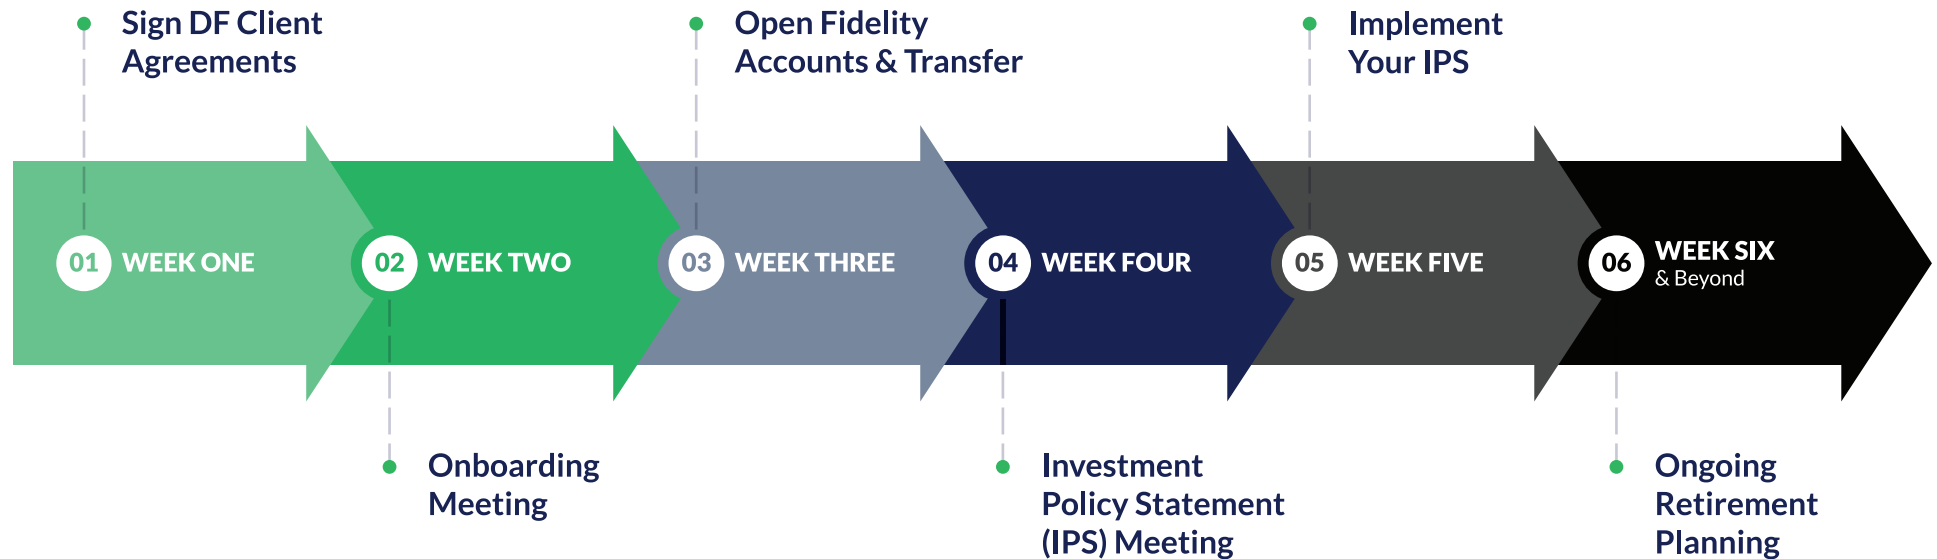 Sign DF Client
Agreements
Open Fidelity
Accounts & Transfer
Implement
Your IPS
01 WEEK ONE
02 WEEK TWO
03 WEEK THREE
04 WEEK FOUR
05 WEEK FIVE
06 WEEK SIX
& Beyond
Onboarding
Meeting
Investment
Policy Statement
(IPS) Meeting
Ongoing
Retirement
Planning